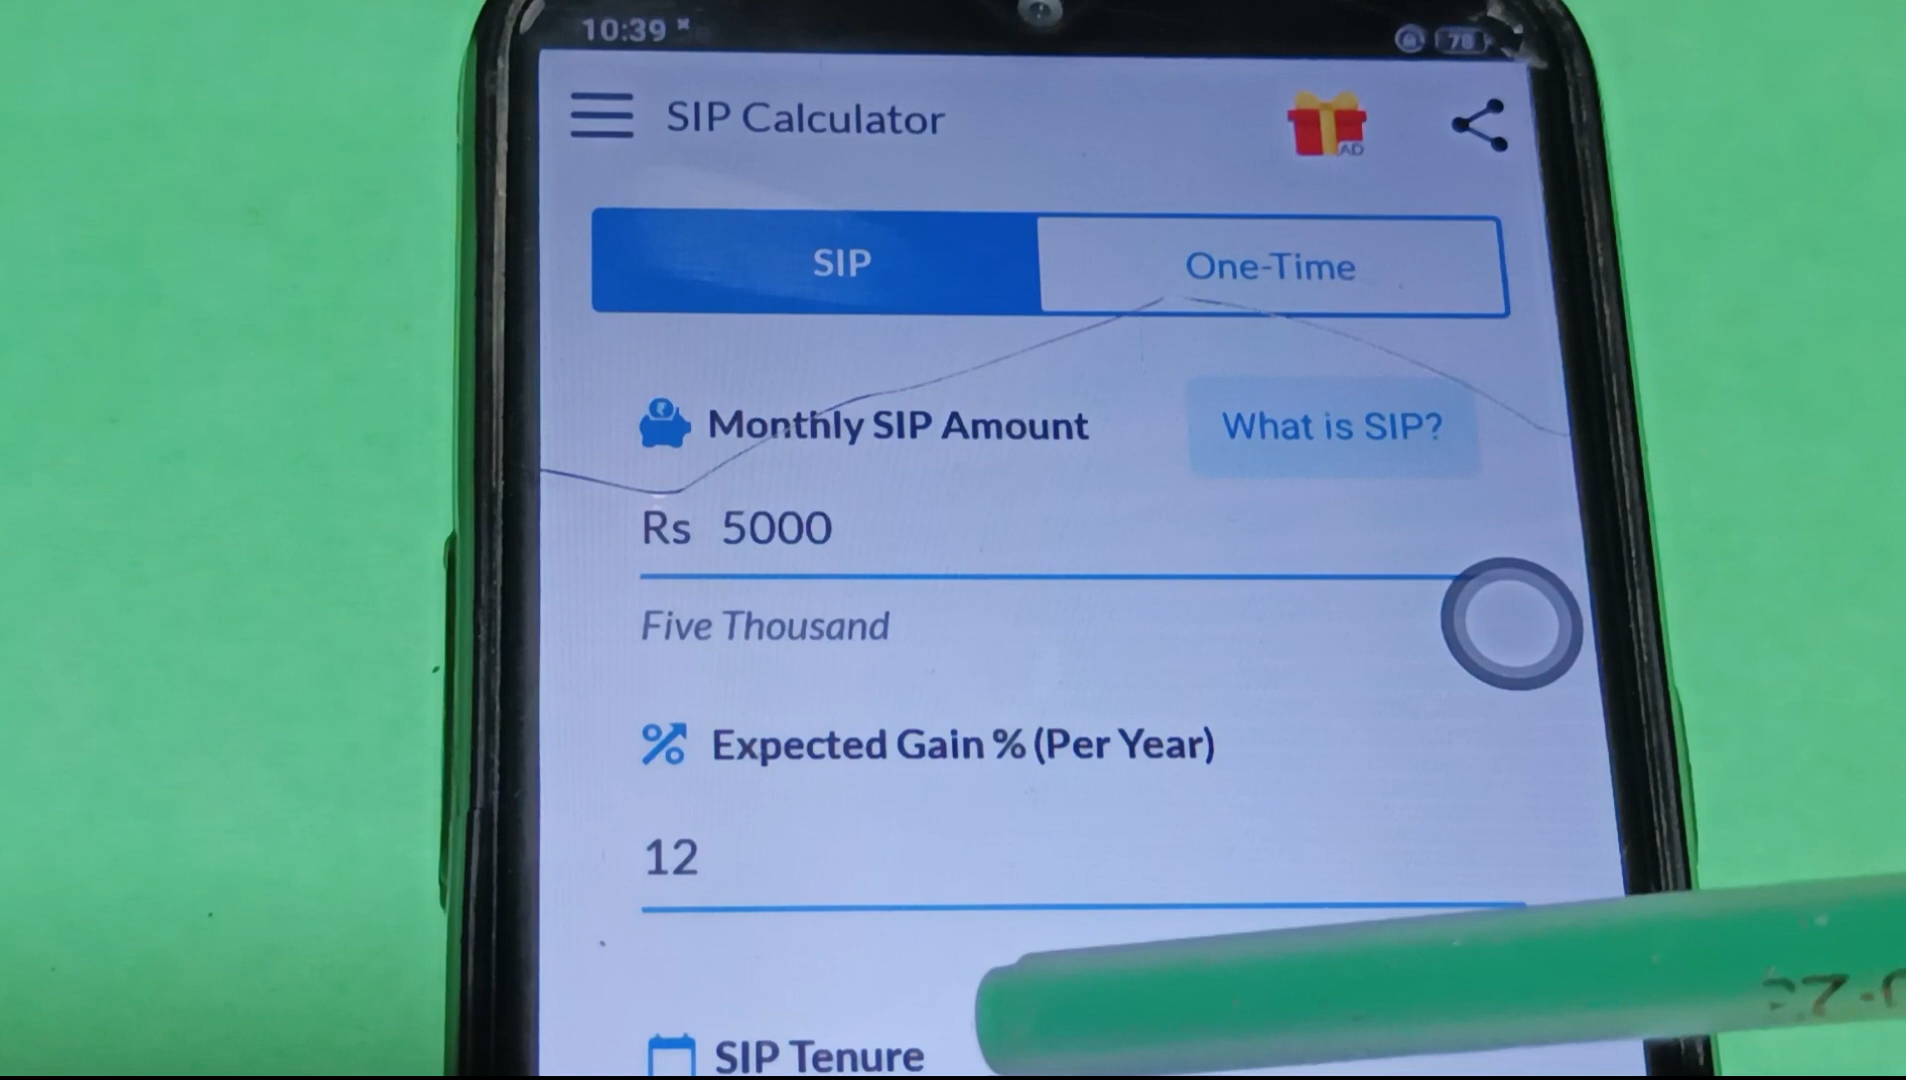 10:39
78
SIP Calculator
AD
SIP
One-Time
Monthly SIP Amount
What is SIP?
Rs 5000
Five Thousand
Expected Gain % (Per Year)
12
SIP Tenure